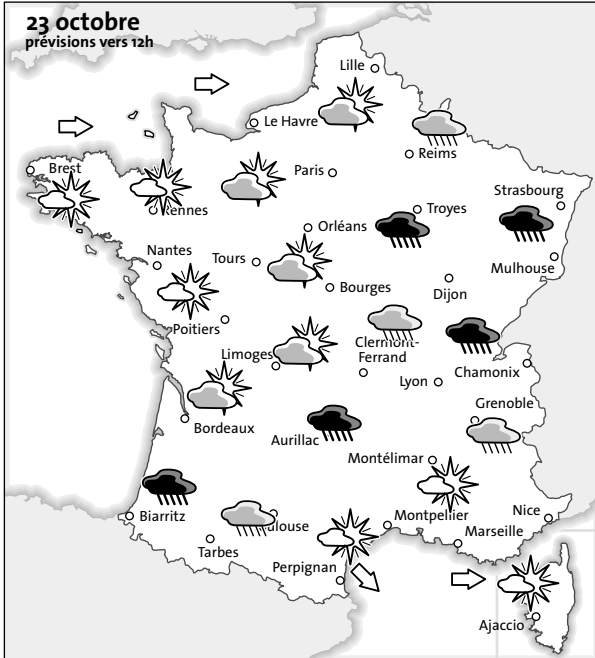 23 octobre
prévisions vers 12h
Lille
Le Havre
Reims
Brest
Paris
Rennes
Strasbourg
Troyes
Orléans
Nantes
Tours
Mulhouse
Bourges
Dijon
Poitiers
Clermont-
Ferrand
Limoges
Chamonix
Lyon
Grenoble
Bordeaux
Aurillac
Montélimar
Biarritz
Montpellier
Nice
ulouse
Marseille
Tarbes
Perpignan
Ajaccio